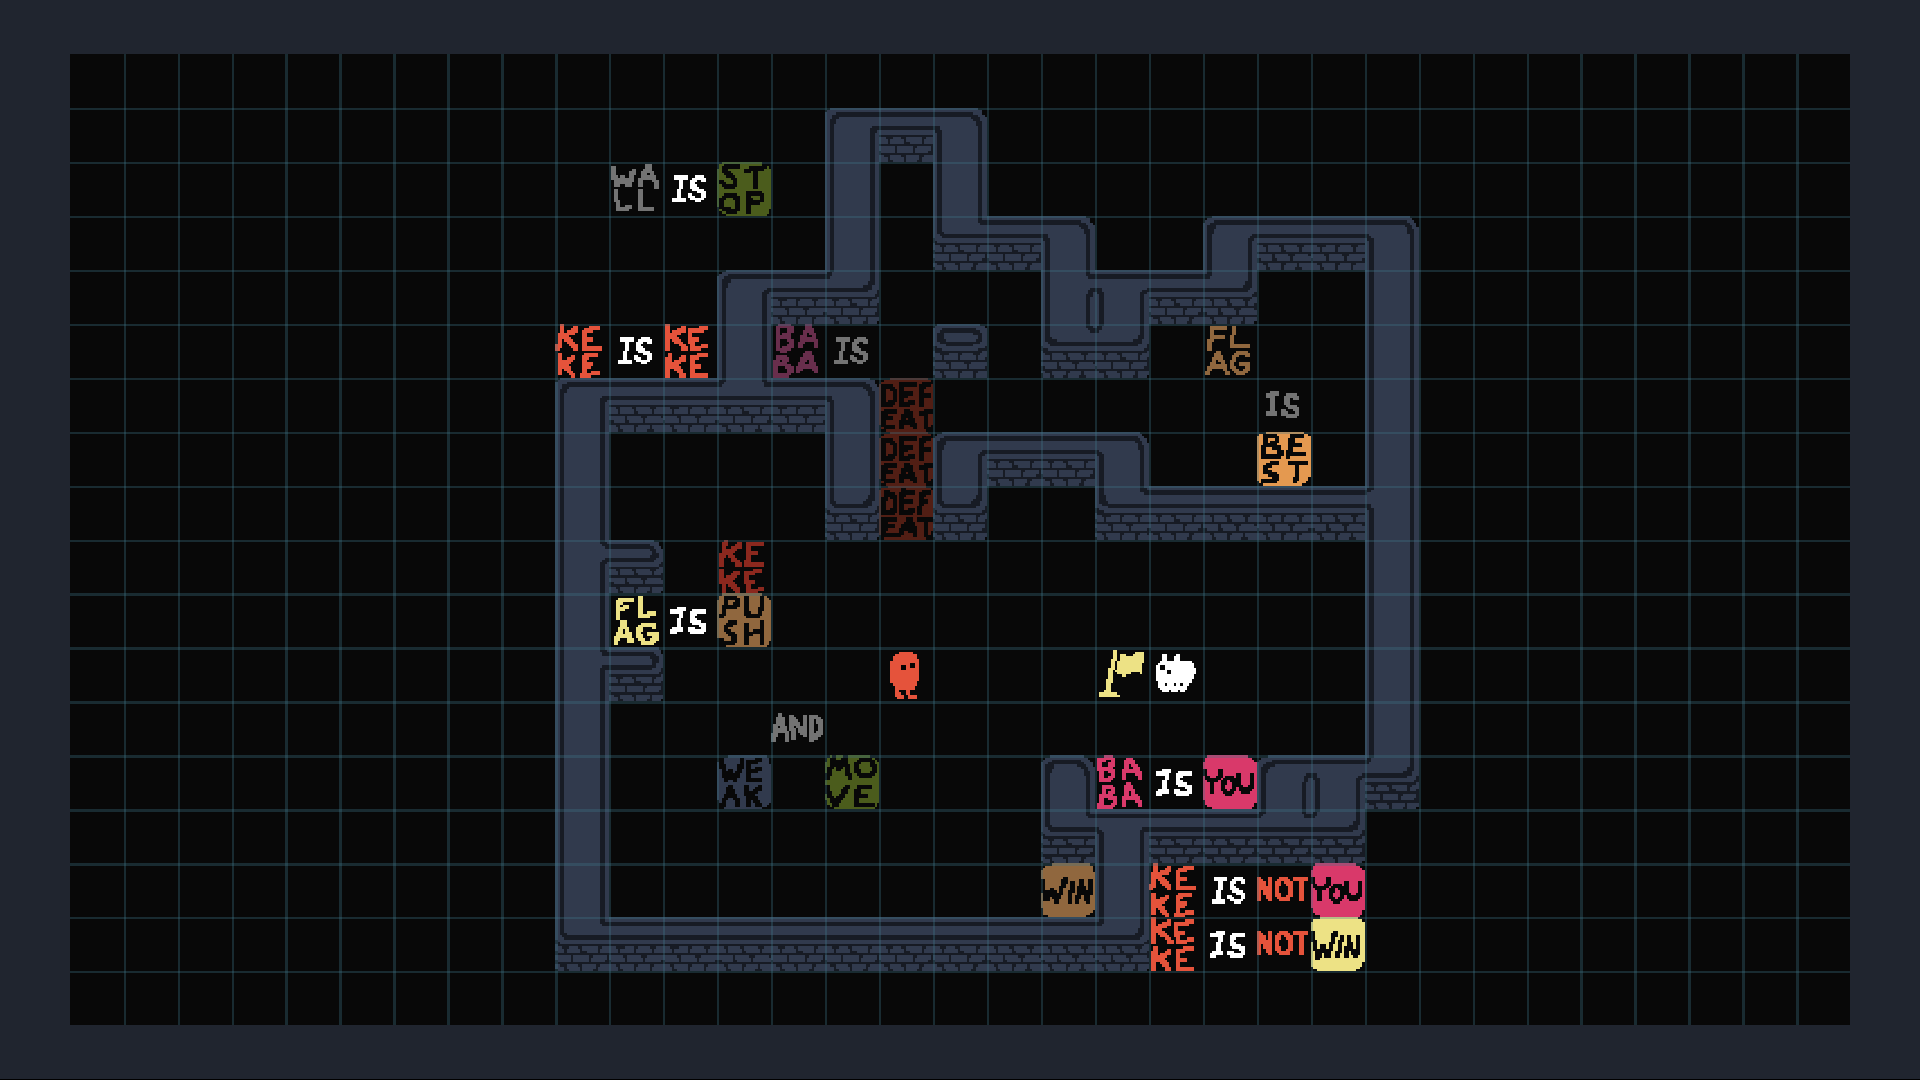 WALL IS STOP
KEKE IS KEKE
BABA IS
FLAG
DEFEAT
IS
DEFEAT
BEST
DEFEAT
KEKE
FLAG IS PUSH
AND
WEAK MOVE
BABA IS YOU
WIN
KEKE IS NOT YOU
KEKE IS NOT WIN